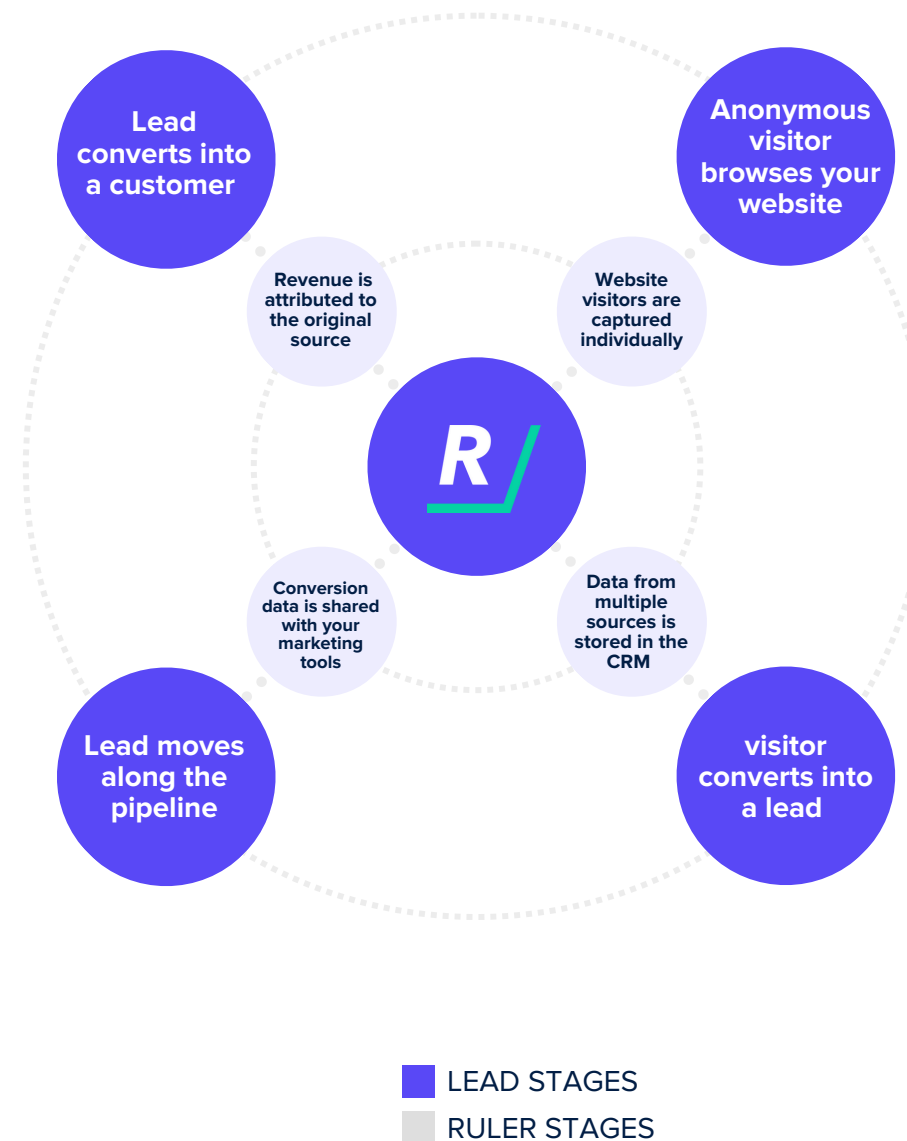 Lead
converts into
a customer
Anonymous
visitor
browses your
website
Revenue is
attributed to
the original
source
Website
visitors are
captured
individually
R
Conversion
data is shared
with your
marketing
tools
Data from
multiple
sources is
stored in the
CRM
Lead moves
along the
pipeline
visitor
converts into
a lead
LEAD STAGES
RULER STAGES